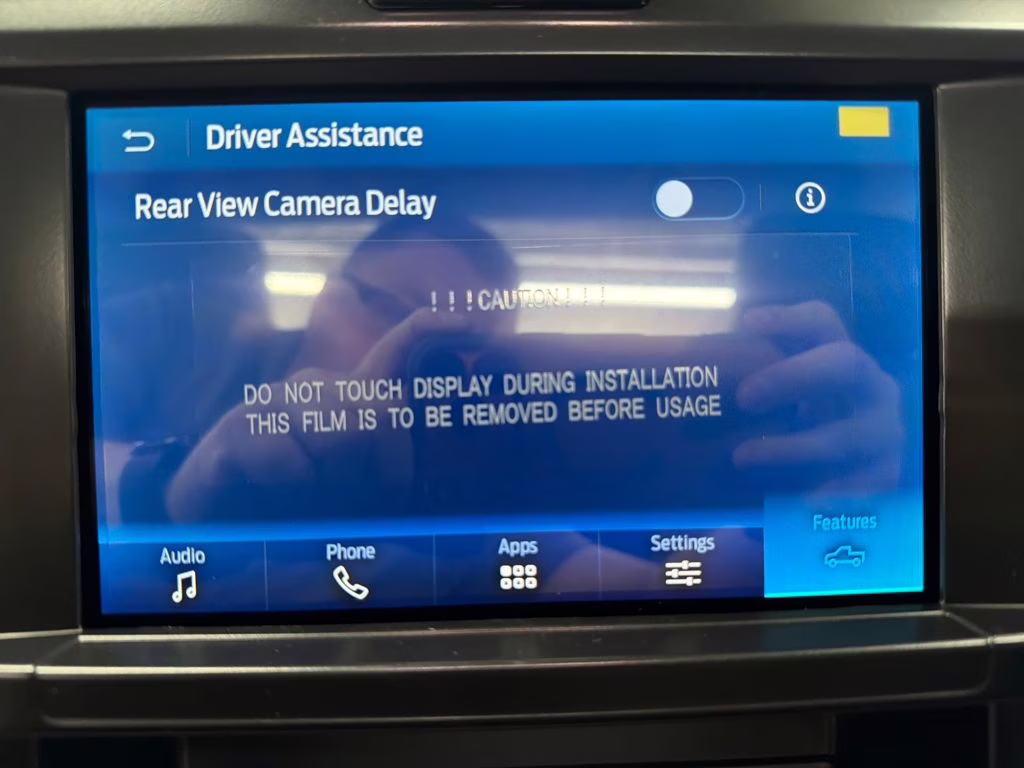 Driver Assistance
Rear View Camera Delay
! ! ! CAUTION ! ! !
DO NOT TOUCH DISPLAY DURING INSTALLATION
THIS FILM IS TO BE REMOVED BEFORE USAGE
Audio
Phone
Apps
Settings
Features